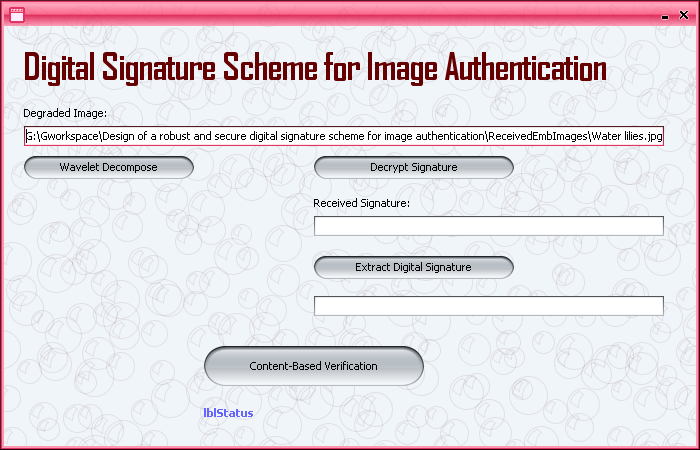 Digital Signature Scheme for Image Authentication
Degraded Image:
G:\Gworkspace\Design of a robust and secure digital signature scheme for image authentication\ReceivedEmbImages\Water lilies.jpg
Wavelet Decompose
Decrypt Signature
Received Signature:
Extract Digital Signature
Content-Based Verification
lblStatus